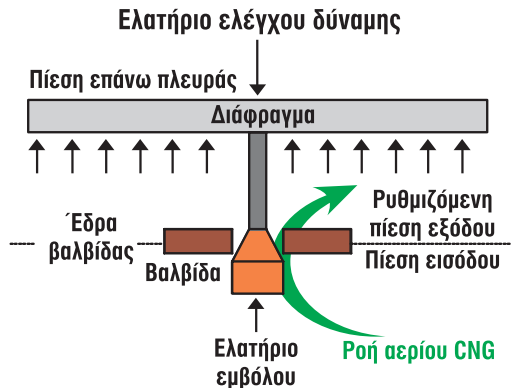 Ελατήριο ελέγχου δύναμης
Πίεση επάνω πλευράς
Διάφραγμα
Έδρα
βαλβίδας
Βαλβίδα
Ρυθμιζόμενη
πίεση εξόδου
Πίεση εισόδου
Ελατήριο
εμβόλου
Ροή αερίου CNG